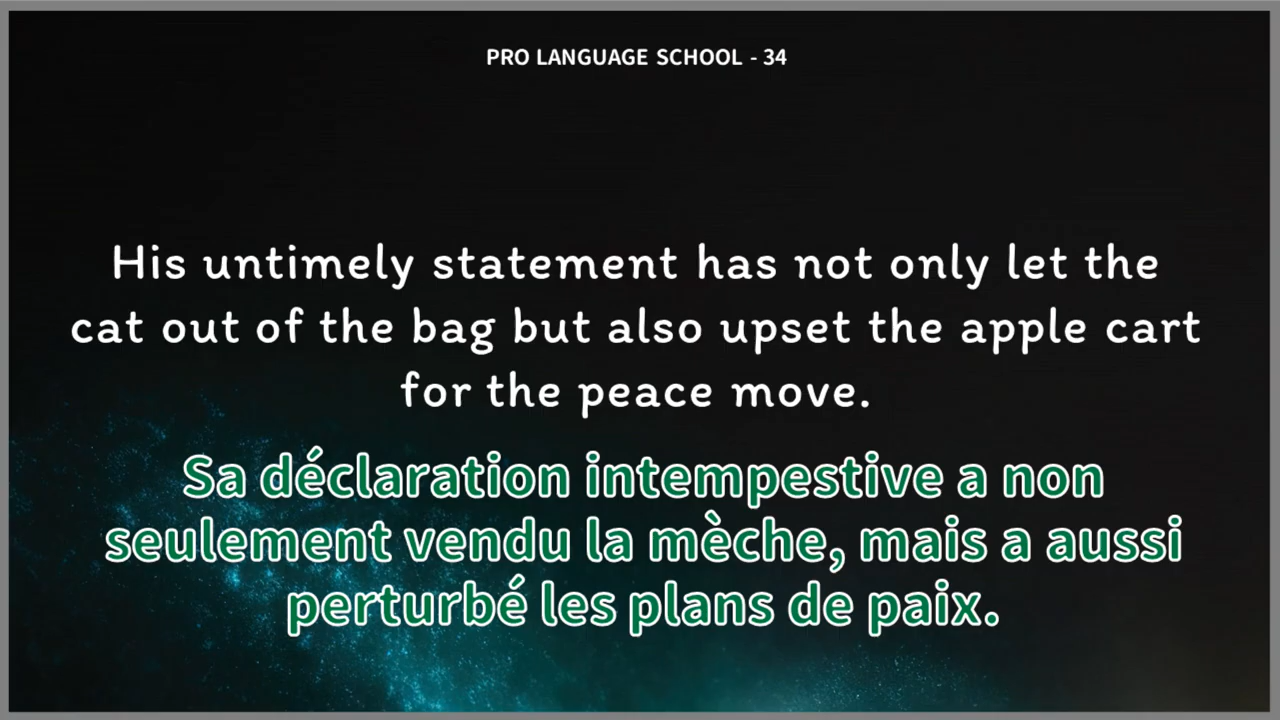 PRO LANGUAGE SCHOOL - 34
His untimely statement has not only let the
cat out of the bag but also upset the apple cart
for the peace move.
Sa déclaration intempestive a non
seulement vendu la mèche, mais a aussi
perturbé les plans de paix.